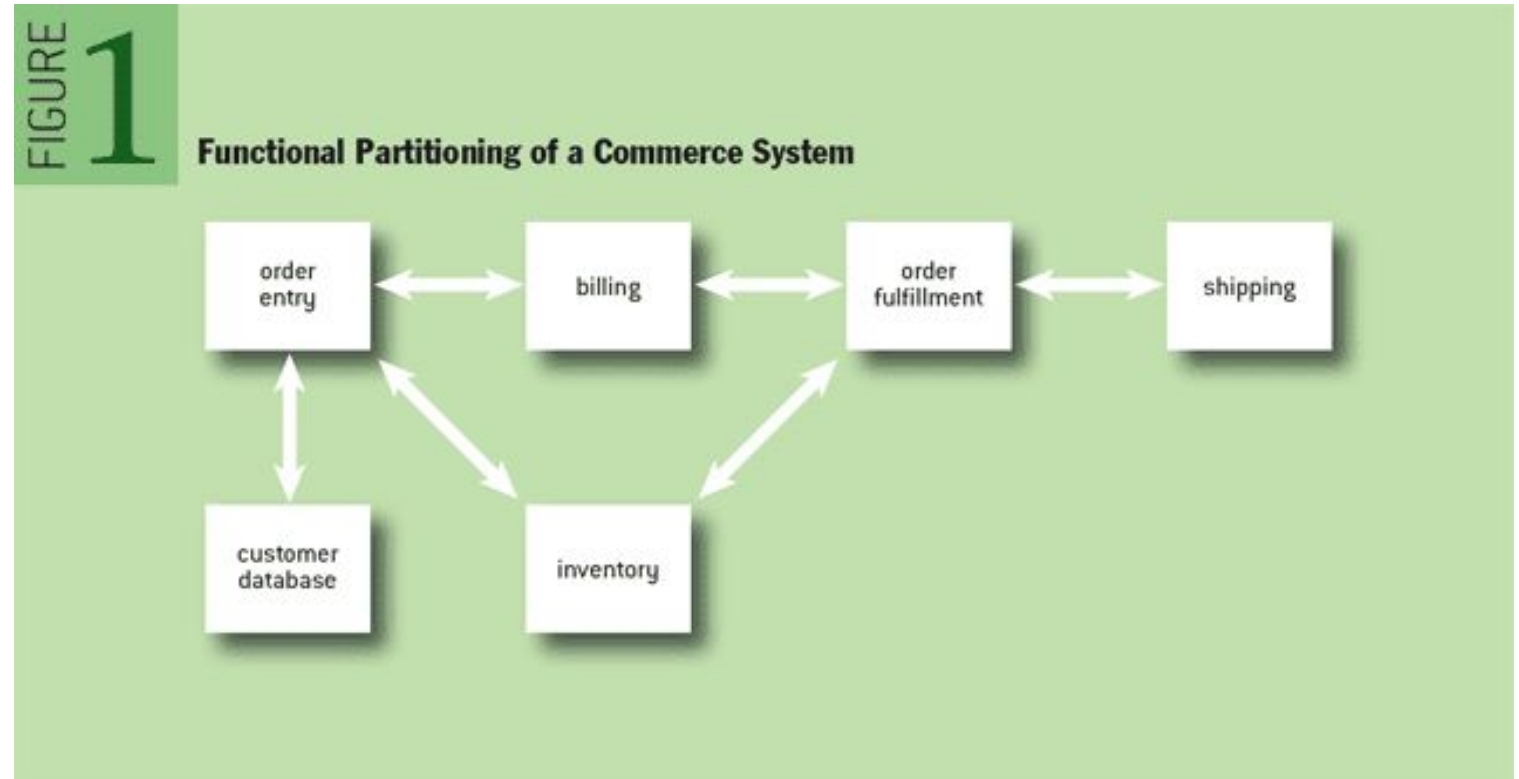 FIGURE
1
Functional Partitioning of a Commerce System
order
entry
billing
order
fulfillment
shipping
customer
database
inventory